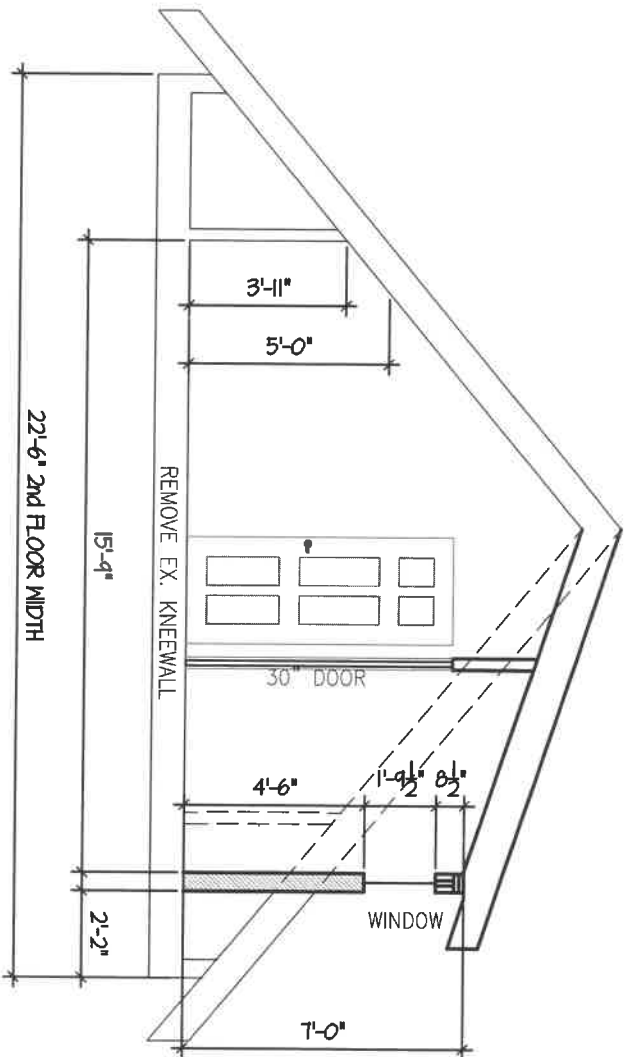 3'-11"
5'-0"
REMOVE EX. KNEEWALL
30" DOOR
4'-6"
1'-9½"
8½"
WINDOW
7'-0"
2'-2"
15'-9"
22'-6" 2nd FLOOR WIDTH